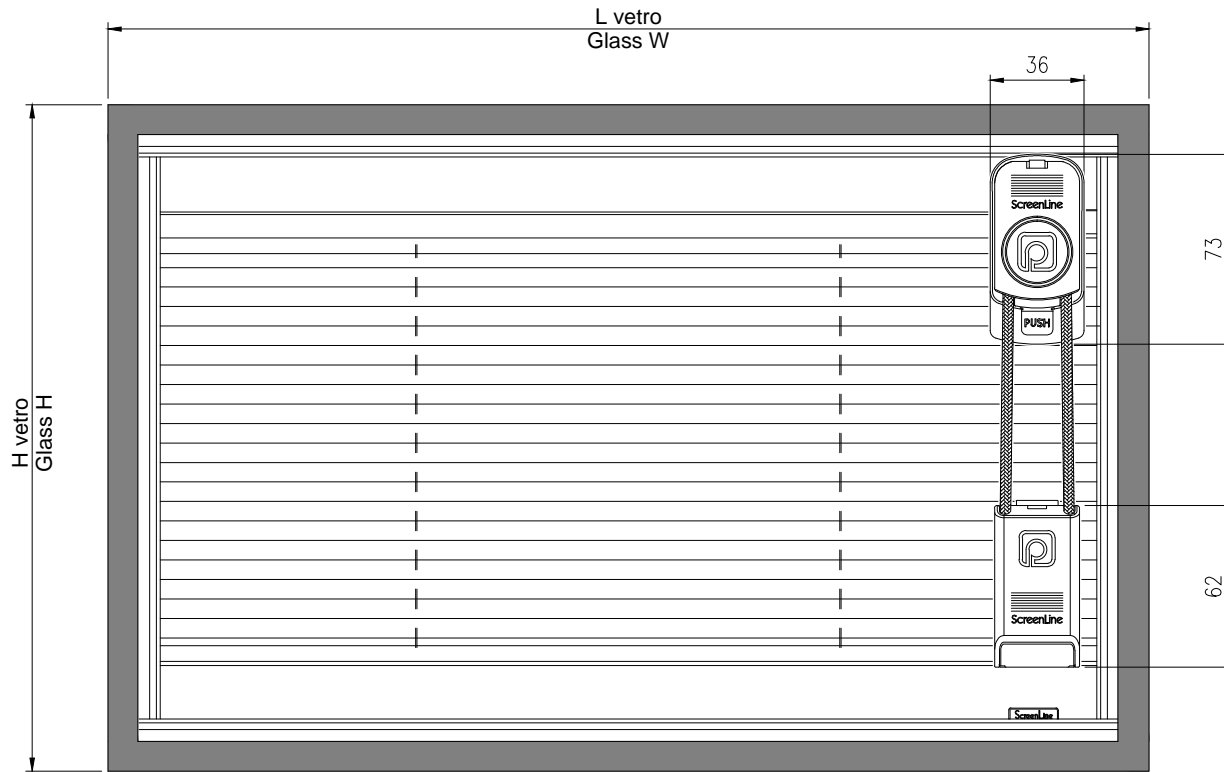 L vetro
Glass W
36
ScreenLine
73
PUSH
H vetro
Glass H
62
ScreenLine
ScreenLine